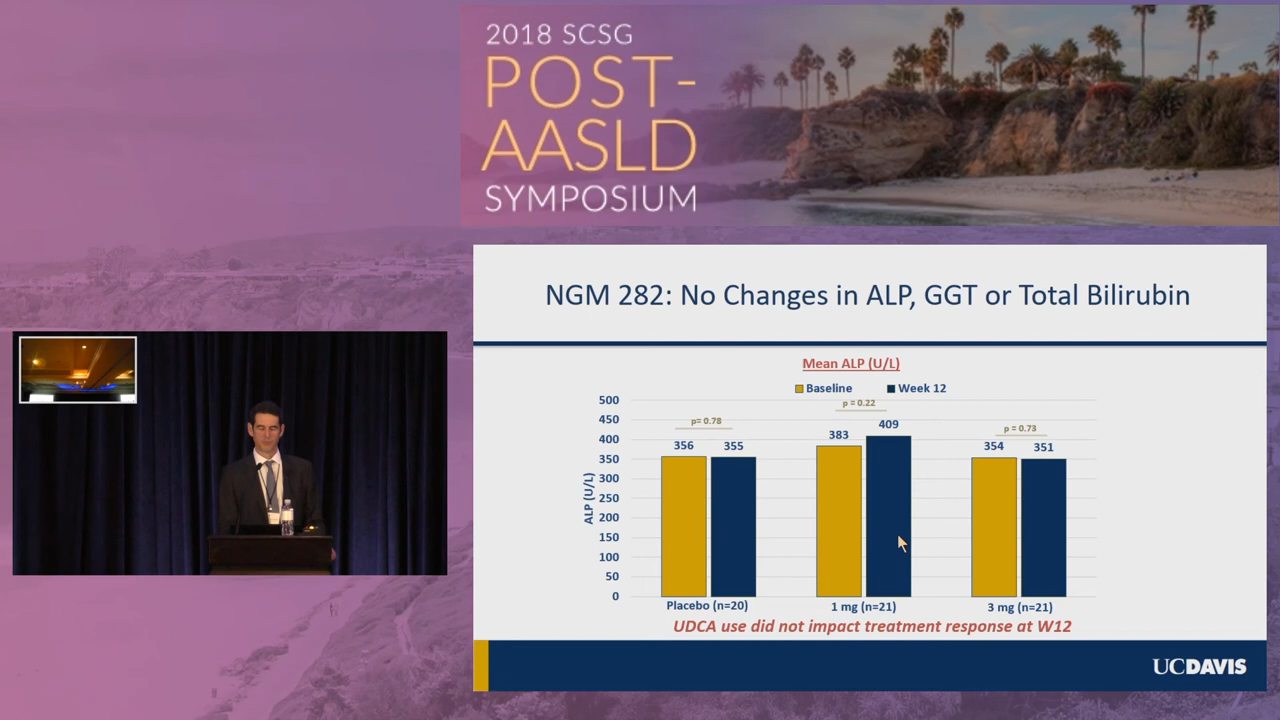 2018 SCSG
POST-
AASLD
SYMPOSIUM
NGM 282: No Changes in ALP, GGT or Total Bilirubin
Mean ALP (U/L)
Baseline Week 12
ALP (U/L)
500
450
400
350
300
250
200
150
100
50
0
p= 0.78
356 355
p = 0.22
383 409
p = 0.73
354 351
Placebo (n=20) 1 mg (n=21) 3 mg (n=21)
UDCA use did not impact treatment response at W12
UCDAVIS